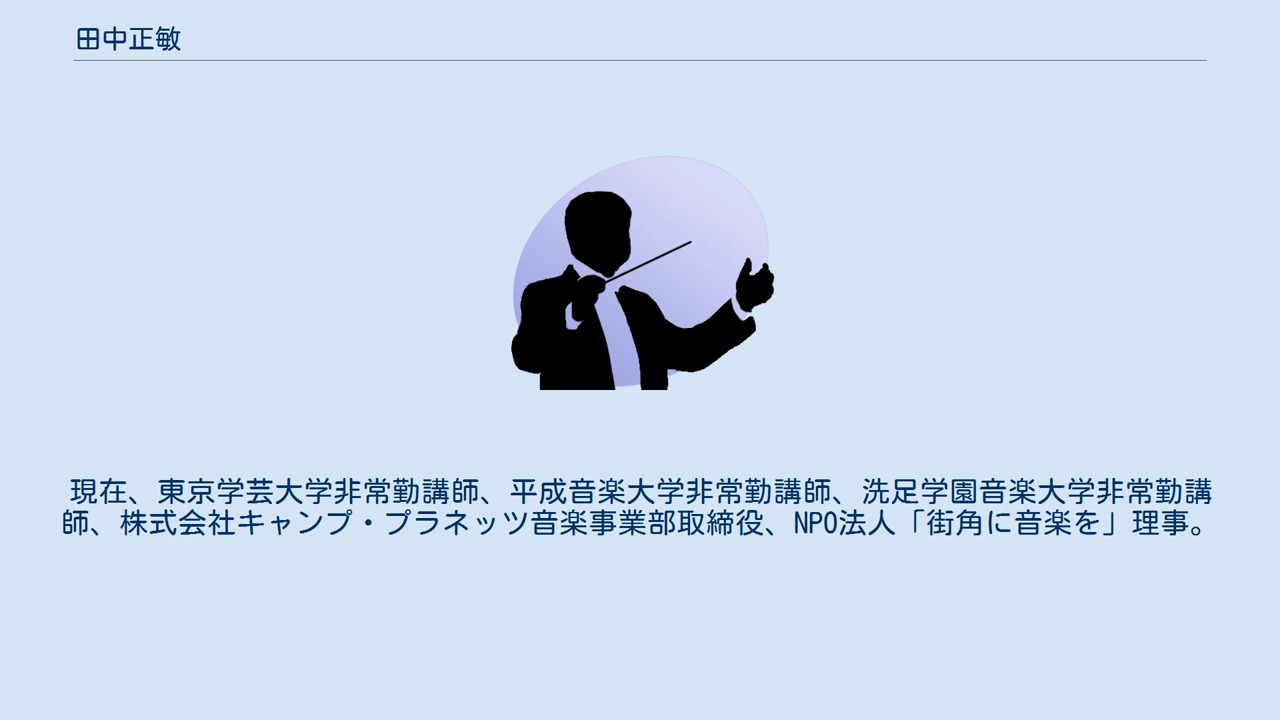 田中正敏
現在、東京学芸大学非常勤講師、平成音楽大学非常勤講師、洗足学園音楽大学非常勤講
師、株式会社キャンプ・プラネッツ音楽事業部取締役、NPO法人「街角に音楽を」理事。